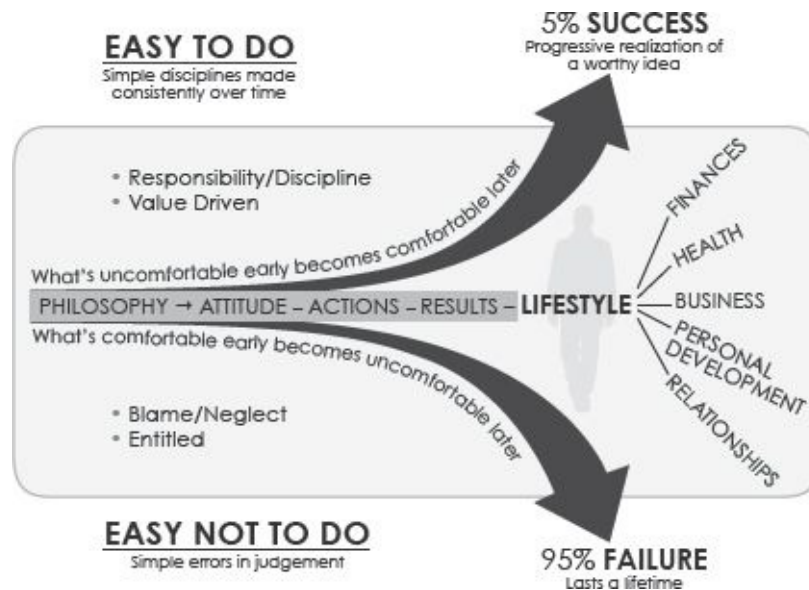 EASY TO DO
Simple disciplines made
consistently over time
5% SUCCESS
Progressive realization of
a worthy idea
• Responsibility/Discipline
• Value Driven
What's uncomfortable early becomes comfortable later
PHILOSOPHY → ATTITUDE – ACTIONS – RESULTS – LIFESTYLE
What's comfortable early becomes uncomfortable later
FINANCES
HEALTH
BUSINESS
PERSONAL
DEVELOPMENT
RELATIONSHIPS
• Blame/Neglect
• Entitled
EASY NOT TO DO
Simple errors in judgement
95% FAILURE
Lasts a lifetime